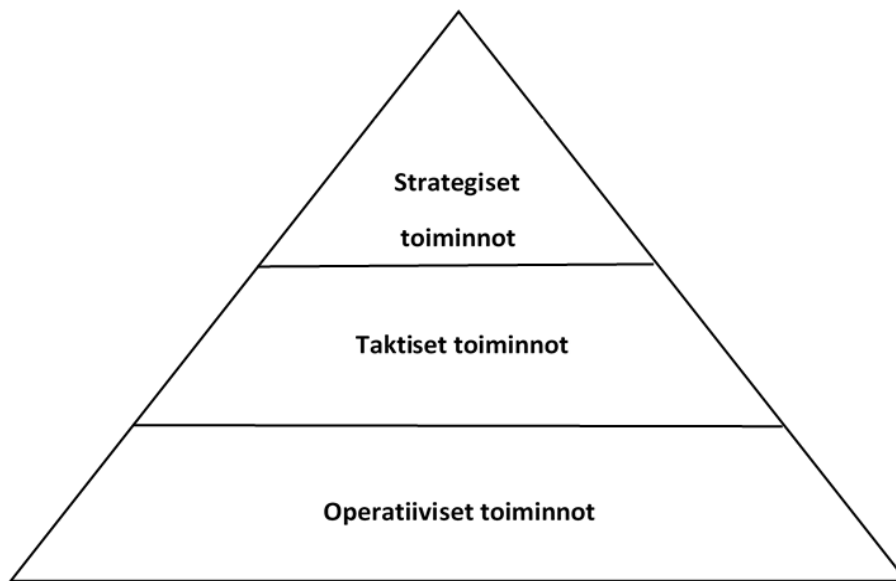 Strategiset
toiminnot
Taktiset toiminnot
Operatiiviset toiminnot